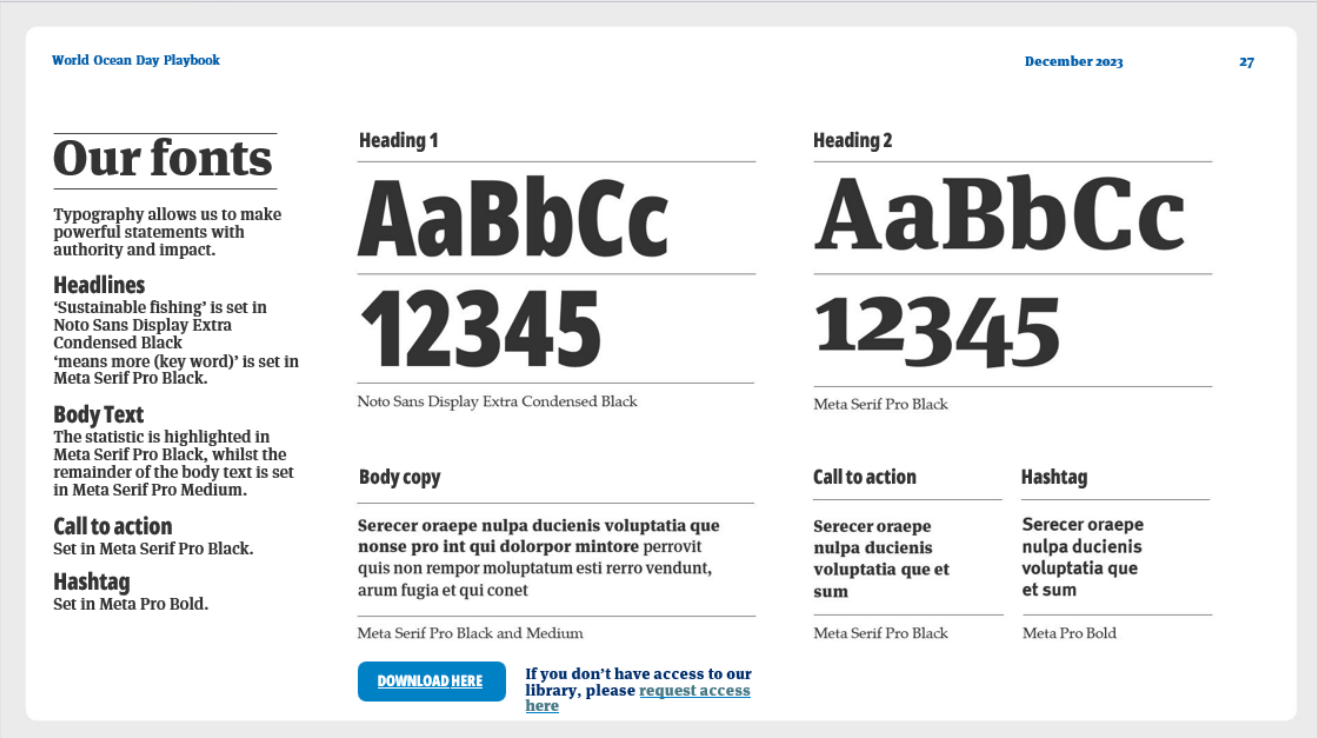 World Ocean Day Playbook
December 2023
27
Our fonts
Typography allows us to make
powerful statements with
authority and impact.
Headlines
‘Sustainable fishing’ is set in
Noto Sans Display Extra
Condensed Black
‘means more (key word)’ is set in
Meta Serif Pro Black.
Body Text
The statistic is highlighted in
Meta Serif Pro Black, whilst the
remainder of the body text is set
in Meta Serif Pro Medium.
Call to action
Set in Meta Serif Pro Black.
Hashtag
Set in Meta Pro Bold.
Heading 1
AaBbCc
12345
Noto Sans Display Extra Condensed Black
Heading 2
AaBbCc
12345
Meta Serif Pro Black
Body copy
Serecer oraepe nulpa ducienis voluptatia que
nonse pro int qui dolorpor mintore perrovit
quis non rempor moluptatum esti rerro vendunt,
arum fugia et qui conet
Meta Serif Pro Black and Medium
Call to action
Serecer oraepe
nulpa ducienis
voluptatia que et
sum
Meta Serif Pro Black
Hashtag
Serecer oraepe
nulpa ducienis
voluptatia que
et sum
Meta Pro Bold
DOWNLOAD HERE
If you don’t have access to our
library, please request access
here